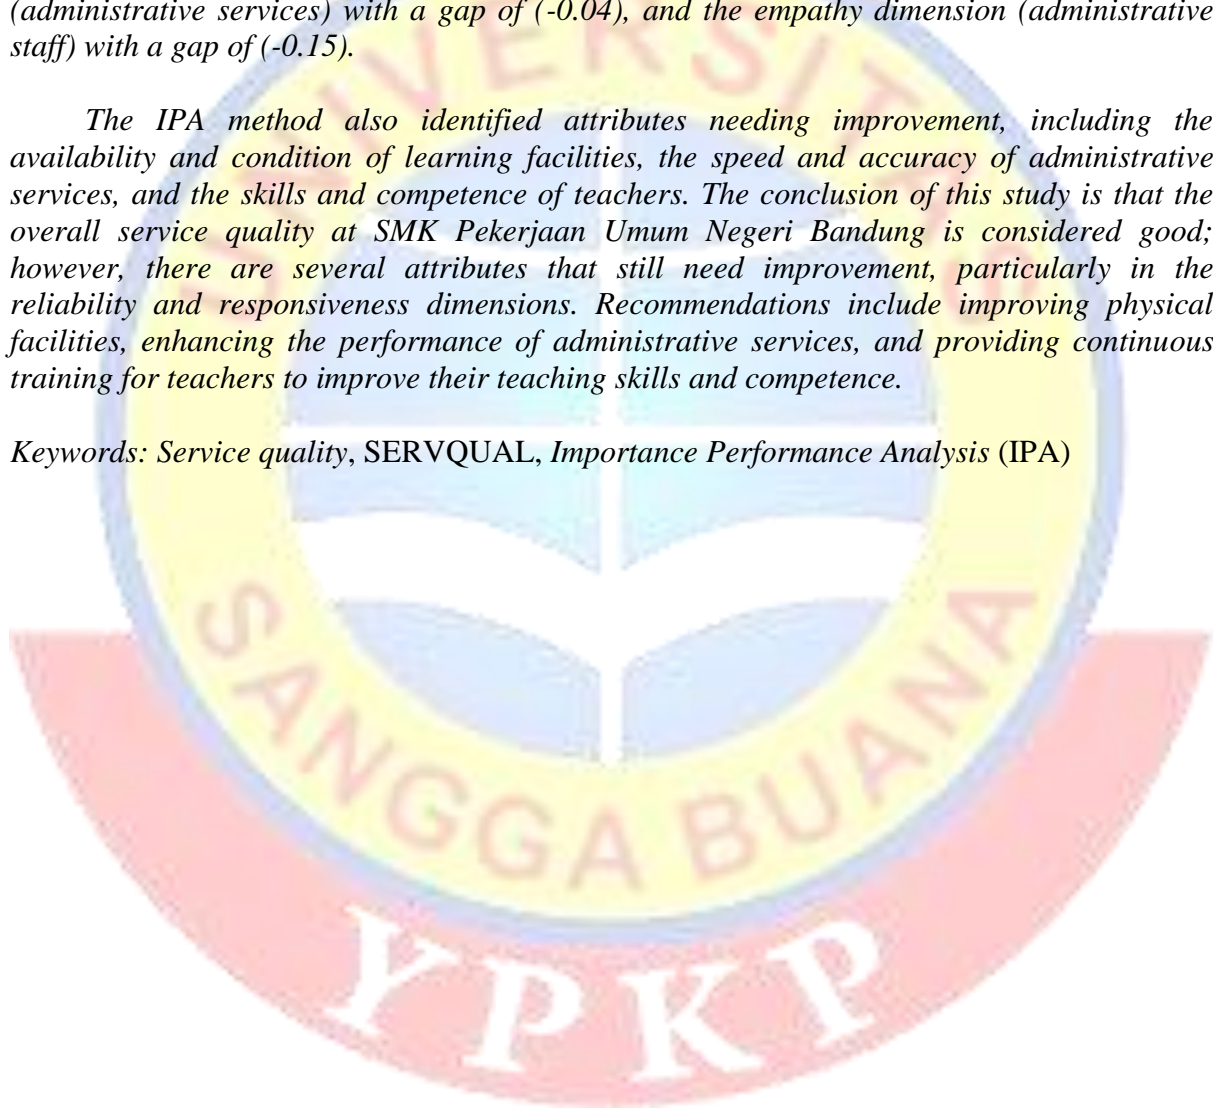 (administrative services) with a gap of (-0.04), and the empathy dimension (administrative
staff) with a gap of (-0.15).
The IPA method also identified attributes needing improvement, including the
availability and condition of learning facilities, the speed and accuracy of administrative
services, and the skills and competence of teachers. The conclusion of this study is that the
overall service quality at SMK Pekerjaan Umum Negeri Bandung is considered good;
however, there are several attributes that still need improvement, particularly in the
reliability and responsiveness dimensions. Recommendations include improving physical
facilities, enhancing the performance of administrative services, and providing continuous
training for teachers to improve their teaching skills and competence.
Keywords: Service quality, SERVQUAL, Importance Performance Analysis (IPA)
UNIVERSITAS
SANGGA BUANA
YPKP